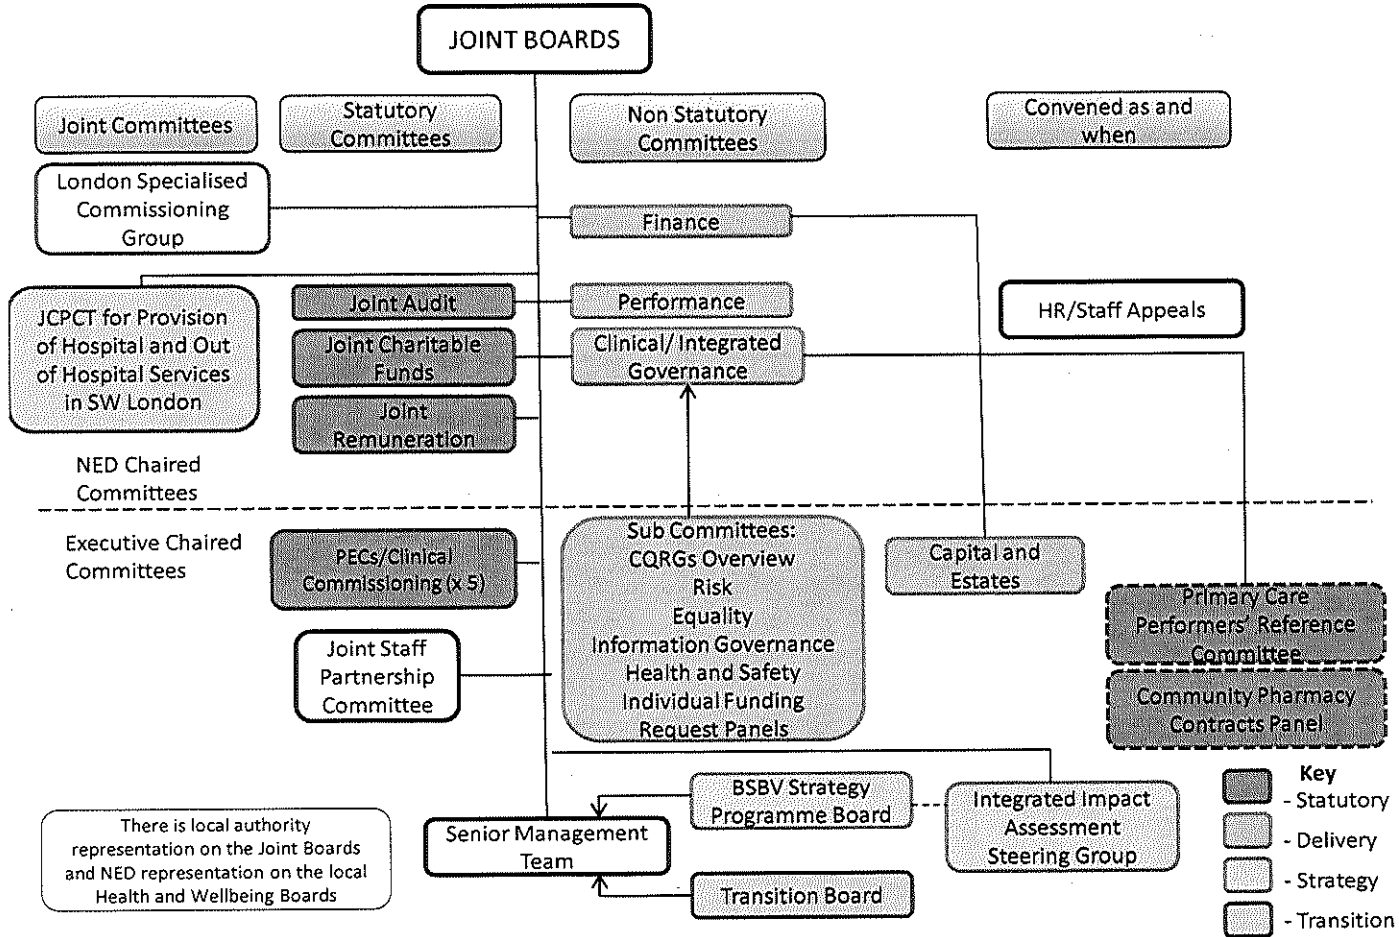 JOINT BOARDS
Joint Committees
Statutory
Committees
Non Statutory
Committees
Convened as and
when
London Specialised
Commissioning
Group
Finance
JCPCT for Provision
of Hospital and Out
of Hospital Services
in SW London
Joint Audit
Performance
HR/Staff Appeals
Joint Charitable
Funds
Clinical/ Integrated
Governance
Joint
Remuneration
NED Chaired
Committees
Executive Chaired
Committees
PECs/Clinical
Commissioning (x 5)
Sub Committees:
CQRGs Overview
Risk
Equality
Information Governance
Health and Safety
Individual Funding
Request Panels
Capital and
Estates
Primary Care
Performers' Reference
Committee
Joint Staff
Partnership
Committee
Community Pharmacy
Contracts Panel
There is local authority
representation on the Joint Boards
and NED representation on the local
Health and Wellbeing Boards
Senior Management
Team
BSBV Strategy
Programme Board
Integrated Impact
Assessment
Steering Group
Transition Board
Key
- Statutory
- Delivery
- Strategy
- Transition